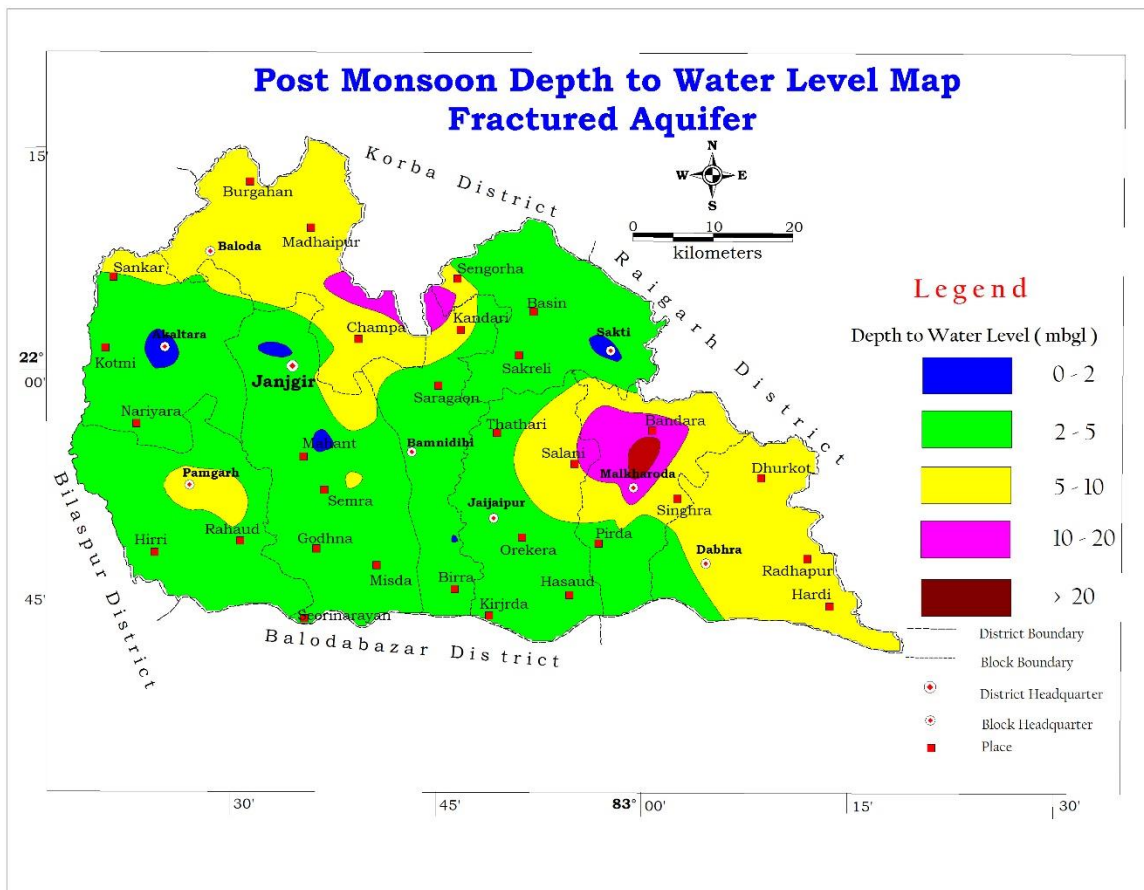 Post Monsoon Depth to Water Level Map
Fractured Aquifer
15'
Korba District
N
W E
S
0 10 20
kilometers
Burgahan
Madhaipur
Baloda
Sankar
Sengorha
Raigarh District
Basin
Kandari
Champa
Sakti
Akaltara
Kotmi
22°
00'
Janjgir
Sakreli
Saragaon
Nariyara
Thathari
Bandara
Mahant
Bamnidihi
Salani
Malkharoda
Dhurkot
Pamgarh
Semra
Jaijaipur
Singhra
Bilaspur District
Hirri
Rahaud
Godhna
Orekera
Pirda
Dabhra
Radhapur
Misda
Birra
Hasaud
Hardi
45'
Seorinarayan
Kirjrda
Balodabazar District
Legend
Depth to Water Level ( mbgl )
0 - 2
2 - 5
5 - 10
10 - 20
> 20
District Boundary
Block Boundary
District Headquarter
Block Headquarter
Place
30' 45' 83° 00' 15' 30'